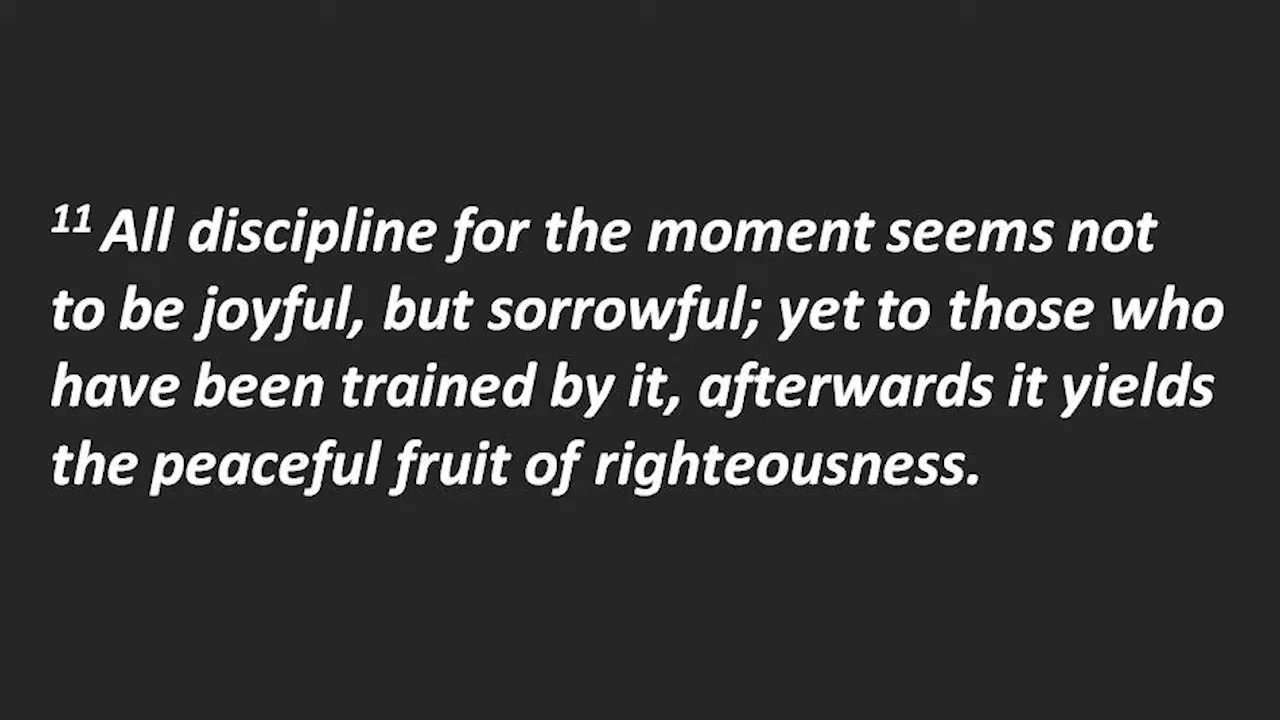 11 All discipline for the moment seems not
to be joyful, but sorrowful; yet to those who
have been trained by it, afterwards it yields
the peaceful fruit of righteousness.